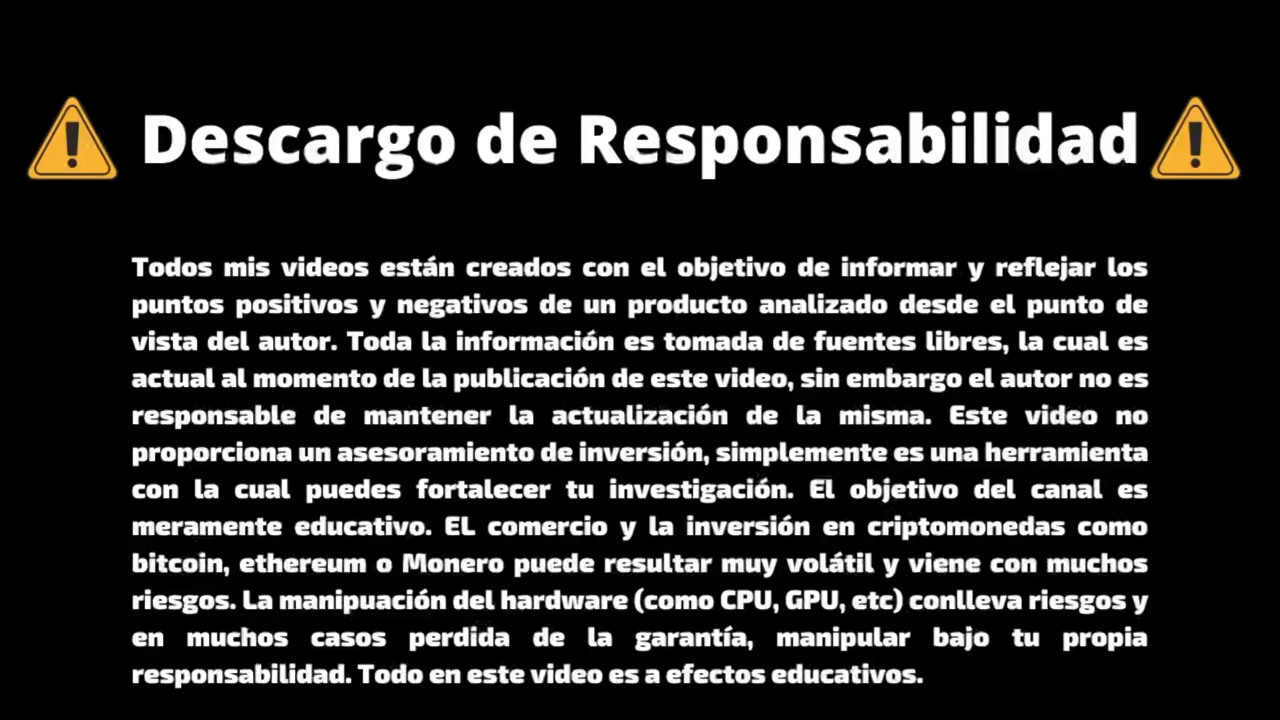 Descargo de Responsabilidad
Todos mis videos están creados con el objetivo de informar y reflejar los
puntos positivos y negativos de un producto analizado desde el punto de
vista del autor. Toda la información es tomada de fuentes libres, la cual es
actual al momento de la publicación de este video, sin embargo el autor no es
responsable de mantener la actualización de la misma. Este video no
proporciona un asesoramiento de inversión, simplemente es una herramienta
con la cual puedes fortalecer tu investigación. El objetivo del canal es
meramente educativo. EL comercio y la inversión en criptomonedas como
bitcoin, ethereum o Monero puede resultar muy volátil y viene con muchos
riesgos. La manipuación del hardware (como CPU, GPU, etc) conlleva riesgos y
en muchos casos perdida de la garantía, manipular bajo tu propia
responsabilidad. Todo en este video es a efectos educativos.